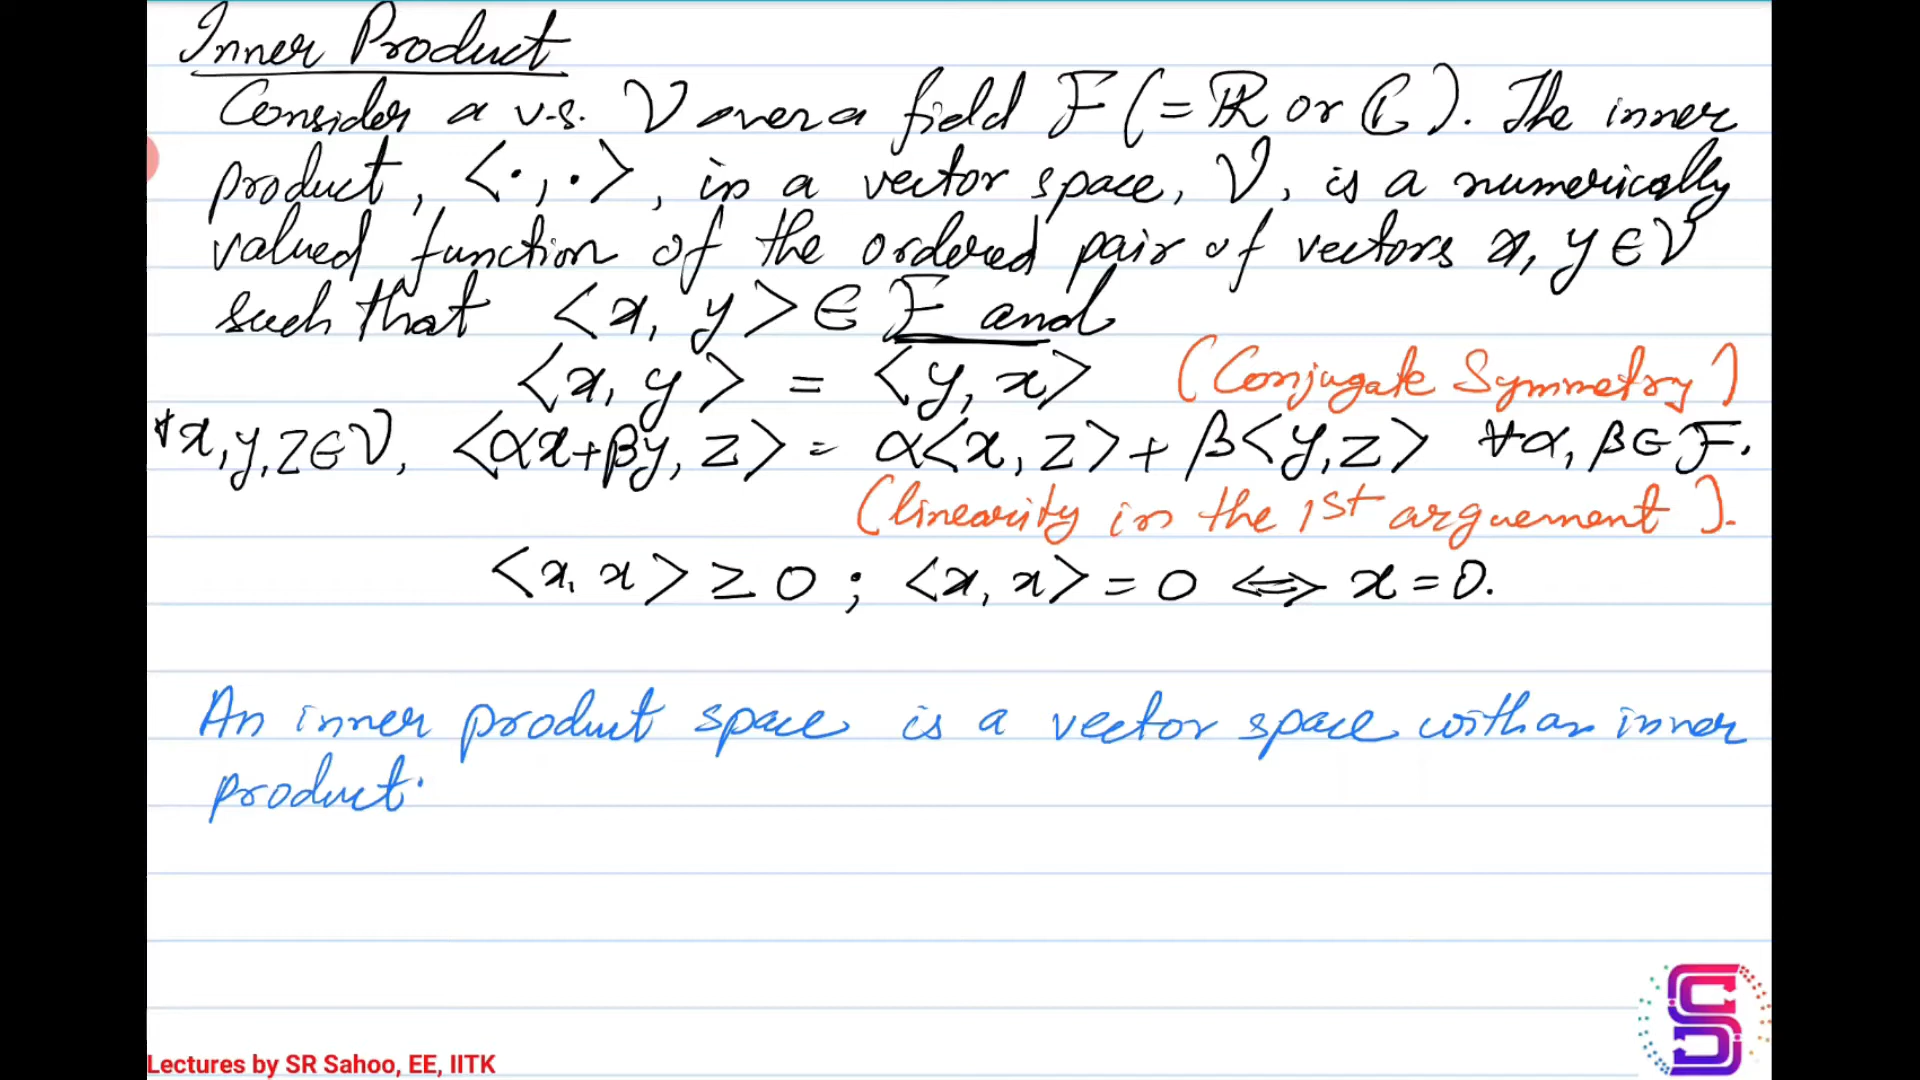 Inner Product
Consider a v.s. V over a field F (= ℝ or ℂ). The inner
product, <·,·>, in a vector space, V, is a numerically
valued function of the ordered pair of vectors x, y ∈ V
such that <x, y> ∈ F and
<x, y> = <y, x> (Conjugate Symmetry)
∀x,y,z∈V, <αx+βy, z> = α<x, z> + β<y,z> ∀α, β∈F.
(linearity in the 1st arguement).
<x, x> ≥ 0 ; <x, x> = 0 ⇔ x = 0.
An inner product space is a vector space with an inner
product.
Lectures by SR Sahoo, EE, IITK